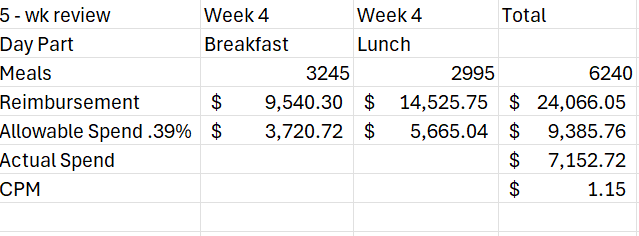 5 - wk review Week 4 Week 4 Total
Day Part Breakfast Lunch
Meals 3245 2995 6240
Reimbursement $ 9,540.30 $ 14,525.75 $ 24,066.05
Allowable Spend .39% $ 3,720.72 $ 5,665.04 $ 9,385.76
Actual Spend $ 7,152.72
CPM $ 1.15